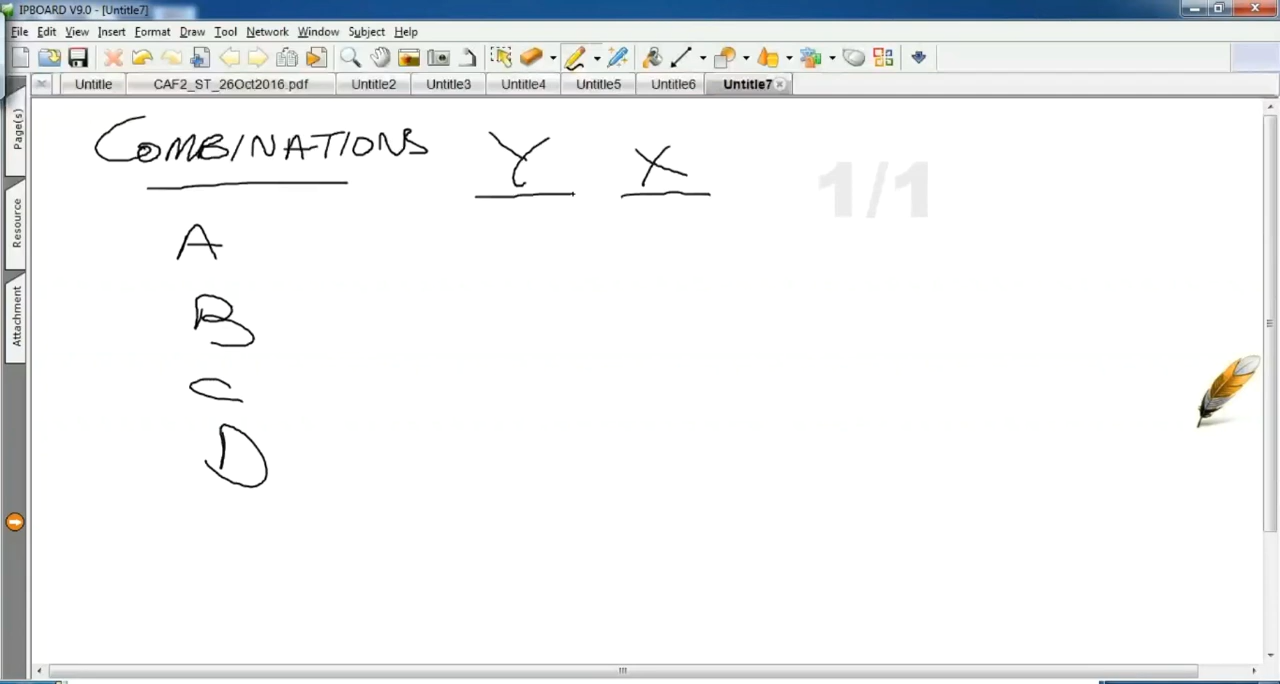 IPBOARD V9.0 - [Untitle7]
File Edit View Insert Format Draw Tool Network Window Subject Help
Untitle CAF2_ST_26Oct2016.pdf Untitle2 Untitle3 Untitle4 Untitle5 Untitle6 Untitle7
Page(s)
Resource
Attachment
COMBINATIONS Y X
1/1
A
B
C
D